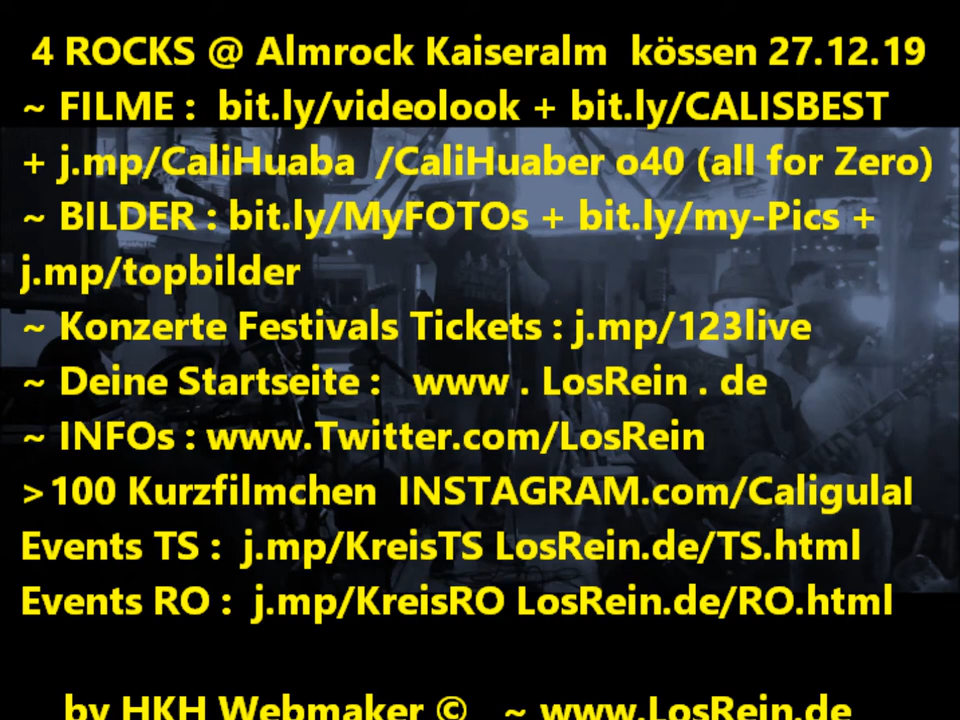 4 ROCKS @ Almrock Kaiseralm kössen 27.12.19
~ FILME : bit.ly/videolook + bit.ly/CALISBEST
+ j.mp/CaliHuaba /CaliHuaber o40 (all for Zero)
~ BILDER : bit.ly/MyFOTOs + bit.ly/my-Pics +
j.mp/topbilder
~ Konzerte Festivals Tickets : j.mp/123live
~ Deine Startseite : www . LosRein . de
~ INFOs : www.Twitter.com/LosRein
>100 Kurzfilmchen INSTAGRAM.com/CaligulaI
Events TS : j.mp/KreisTS LosRein.de/TS.html
Events RO : j.mp/KreisRO LosRein.de/RO.html
by HKH Webmaker © ~ www.LosRein.de